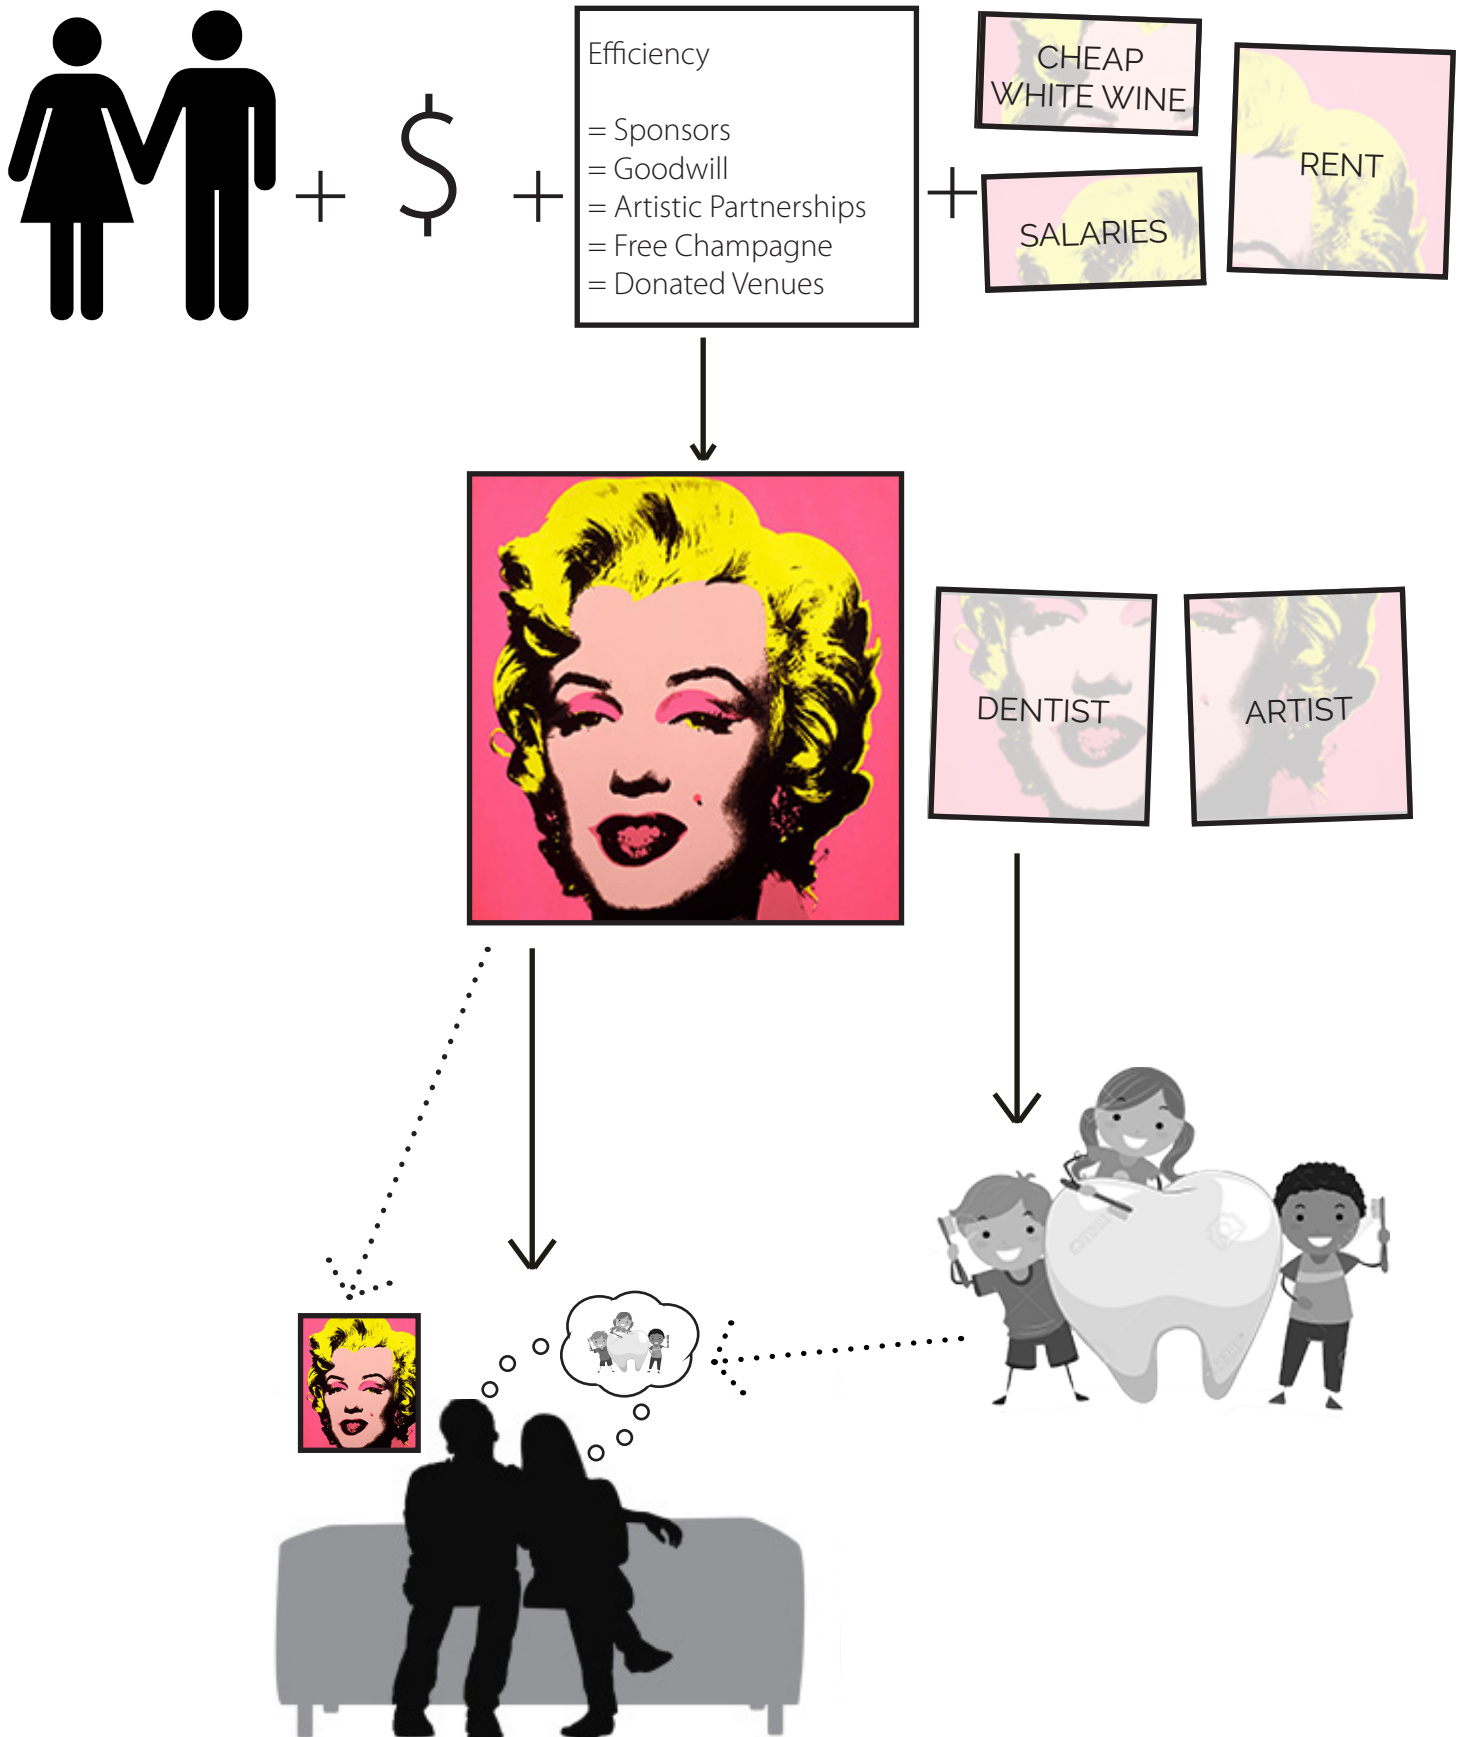 + $ +
Efficiency
= Sponsors
= Goodwill
= Artistic Partnerships
= Free Champagne
= Donated Venues
+
CHEAP
WHITE WINE
SALARIES
RENT
DENTIST
ARTIST